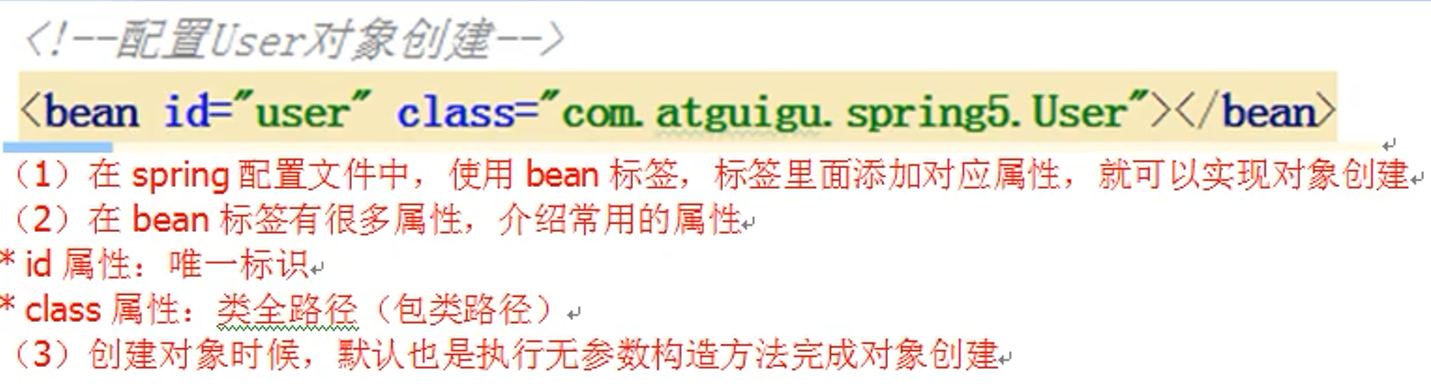 <!--配置User对象创建-->
<bean id="user" class="com.atguigu.spring5.User"></bean>
（1）在 spring 配置文件中，使用 bean 标签，标签里面添加对应属性，就可以实现对象创建
（2）在 bean 标签有很多属性，介绍常用的属性
* id 属性：唯一标识
* class 属性：类全路径（包类路径）
（3）创建对象时候，默认也是执行无参数构造方法完成对象创建